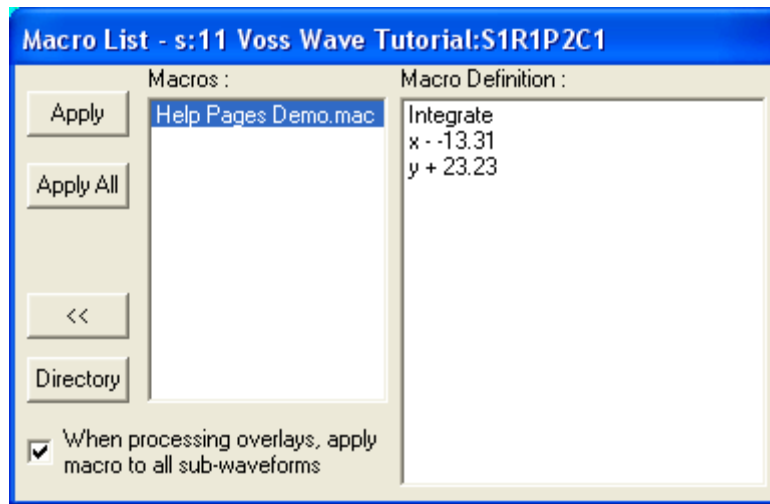 Macro List - s:11 Voss Wave Tutorial:S1R1P2C1
Macros :
Macro Definition :
Apply
Apply All
<<
Directory
Help Pages Demo.mac
Integrate
x - -13.31
y + 23.23
When processing overlays, apply
macro to all sub-waveforms